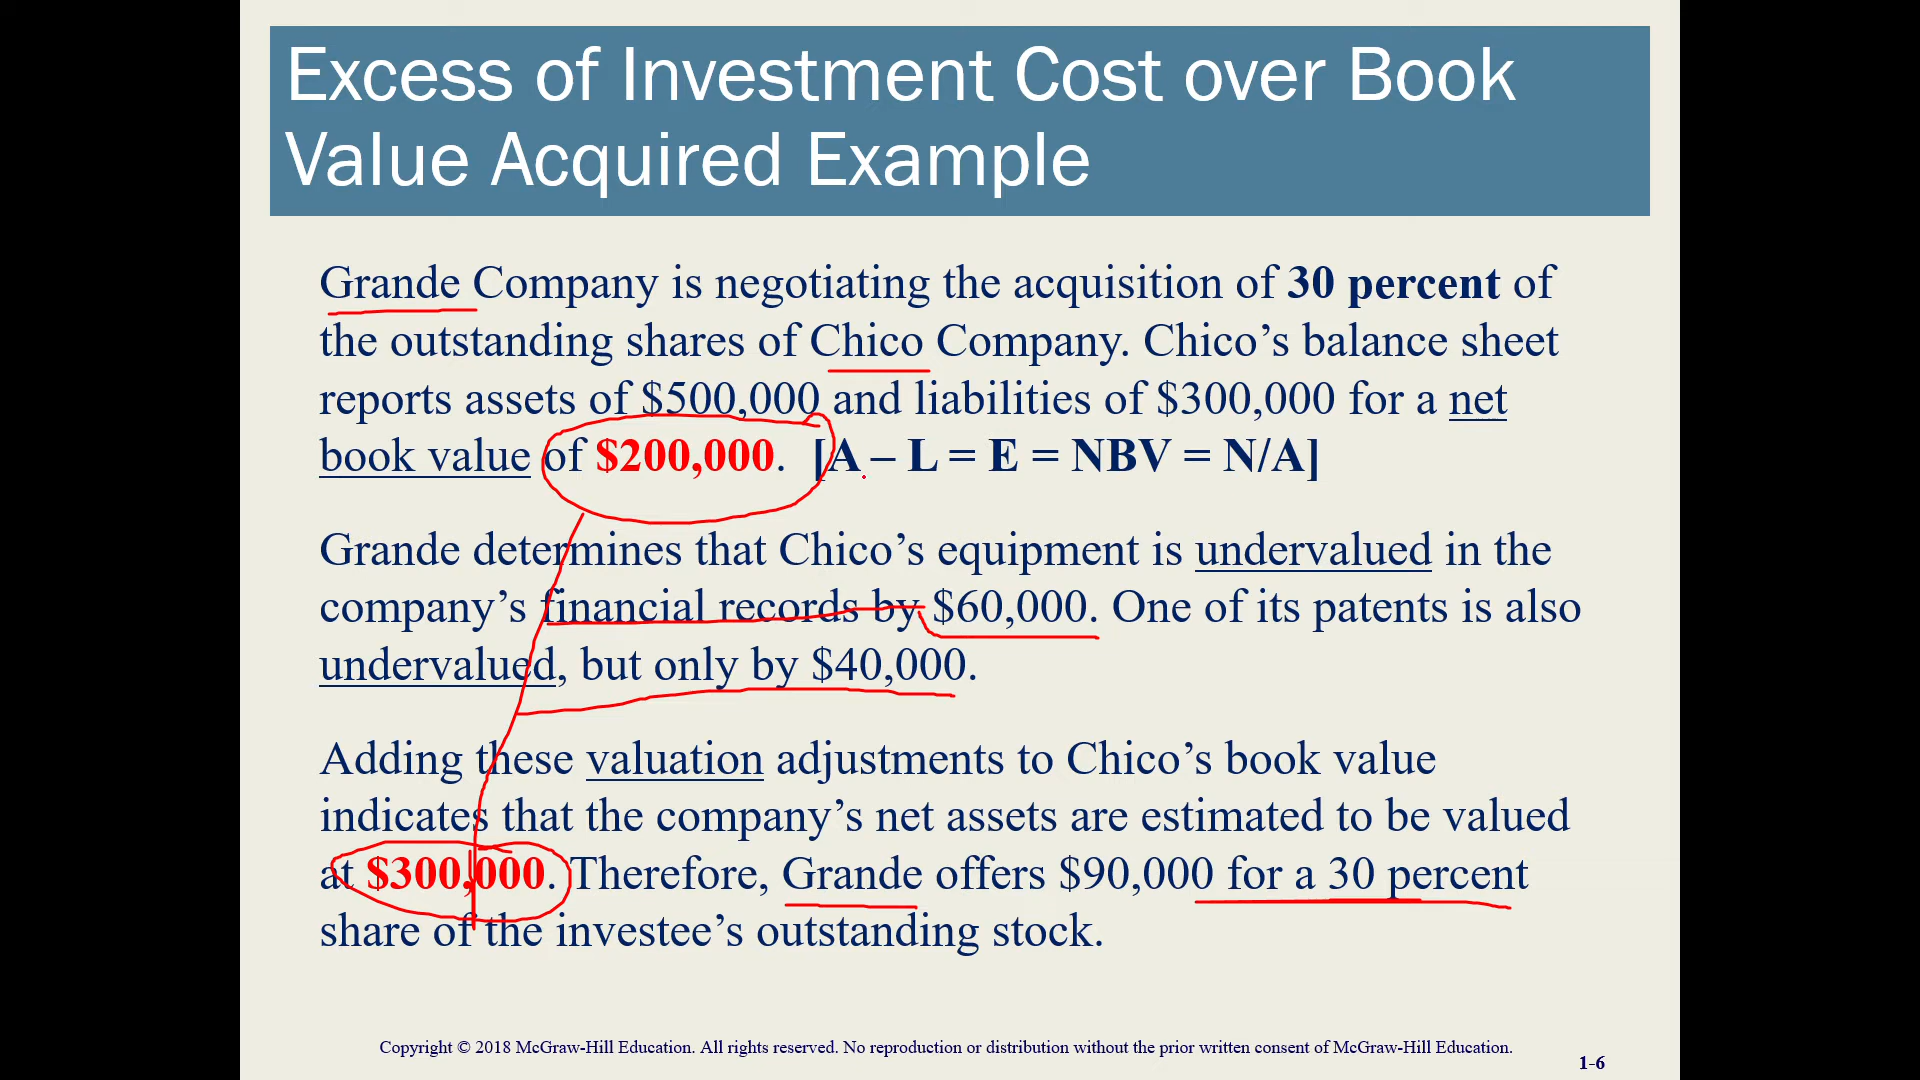 Excess of Investment Cost over Book
Value Acquired Example
Grande Company is negotiating the acquisition of 30 percent of
the outstanding shares of Chico Company. Chico’s balance sheet
reports assets of $500,000 and liabilities of $300,000 for a net
book value of $200,000. [A – L = E = NBV = N/A]
Grande determines that Chico’s equipment is undervalued in the
company’s financial records by $60,000. One of its patents is also
undervalued, but only by $40,000.
Adding these valuation adjustments to Chico’s book value
indicates that the company’s net assets are estimated to be valued
at $300,000. Therefore, Grande offers $90,000 for a 30 percent
share of the investee’s outstanding stock.
Copyright © 2018 McGraw-Hill Education. All rights reserved. No reproduction or distribution without the prior written consent of McGraw-Hill Education.
1-6